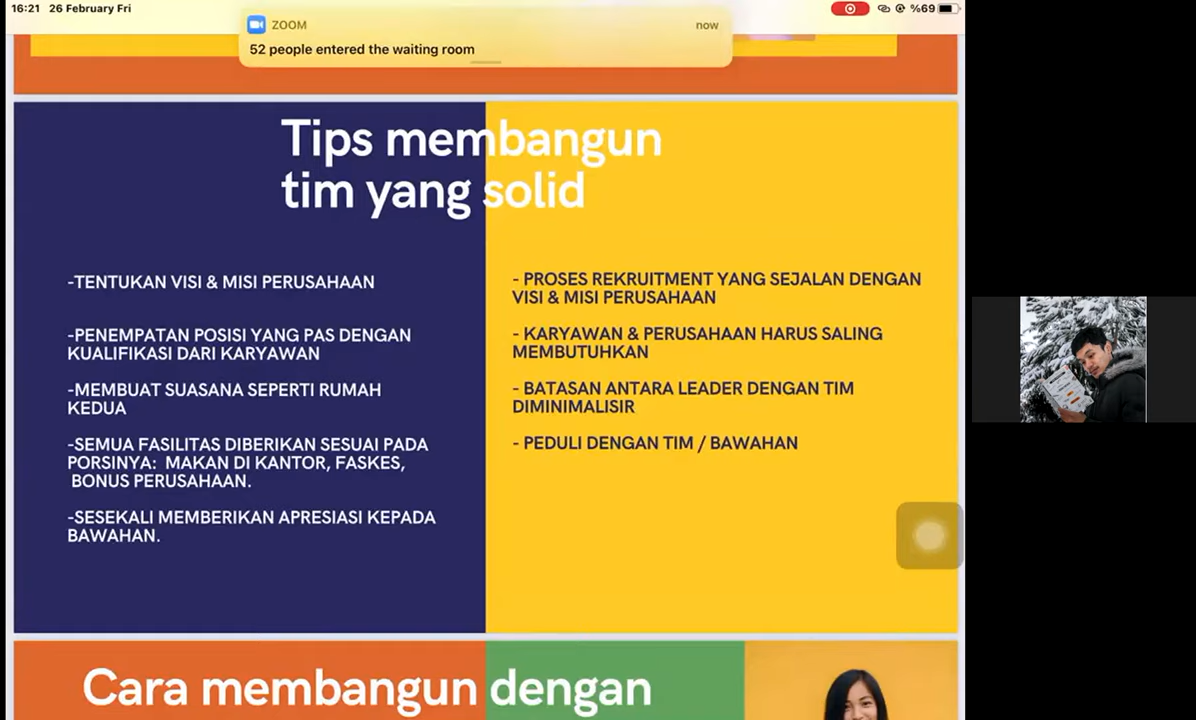 16:21 26 February Fri
%69
ZOOM
now
52 people entered the waiting room
Tips membangun
tim yang solid
-TENTUKAN VISI & MISI PERUSAHAAN
-PENEMPATAN POSISI YANG PAS DENGAN
KUALIFIKASI DARI KARYAWAN
-MEMBUAT SUASANA SEPERTI RUMAH
KEDUA
-SEMUA FASILITAS DIBERIKAN SESUAI PADA
PORSINYA: MAKAN DI KANTOR, FASKES,
BONUS PERUSAHAAN.
-SESEKALI MEMBERIKAN APRESIASI KEPADA
BAWAHAN.
- PROSES REKRUITMENT YANG SEJALAN DENGAN
VISI & MISI PERUSAHAAN
- KARYAWAN & PERUSAHAAN HARUS SALING
MEMBUTUHKAN
- BATASAN ANTARA LEADER DENGAN TIM
DIMINIMALISIR
- PEDULI DENGAN TIM / BAWAHAN
Cara membangun dengan